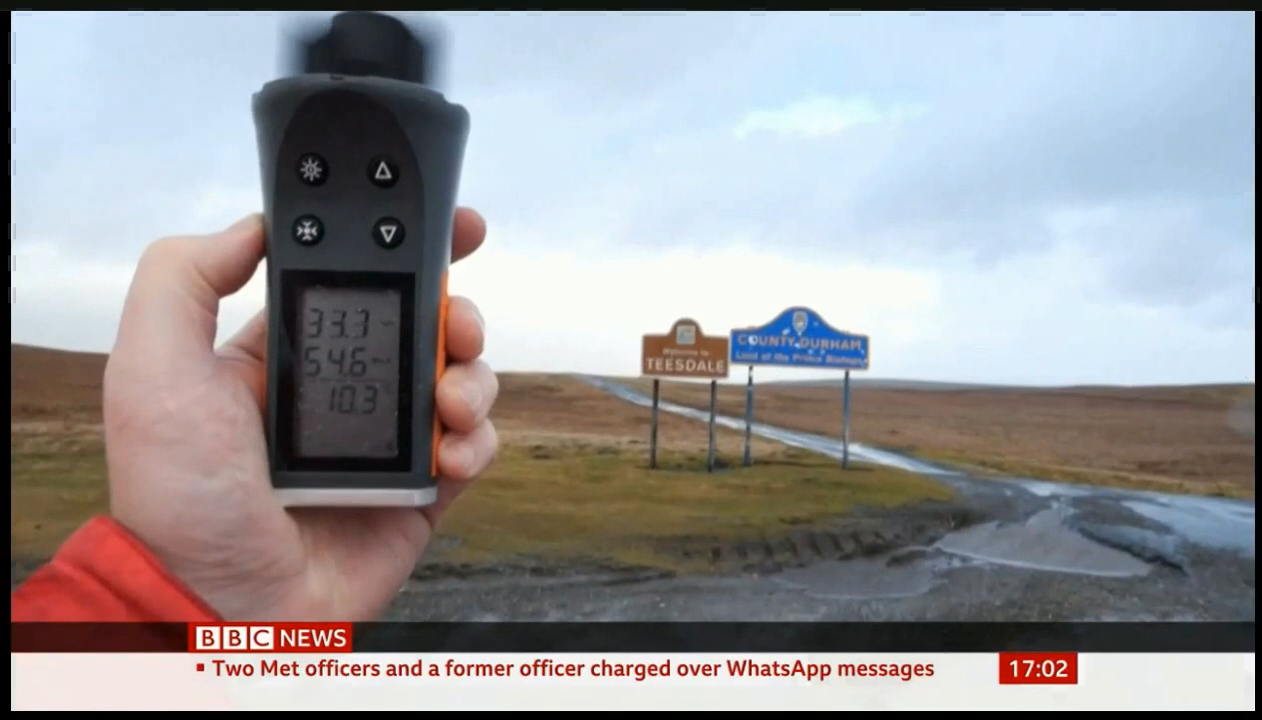 33.3
54.6
10.3
Welcome to
TEESDALE
COUNTY DURHAM
Land of the Prince Bishops
BBC NEWS
Two Met officers and a former officer charged over WhatsApp messages
17:02